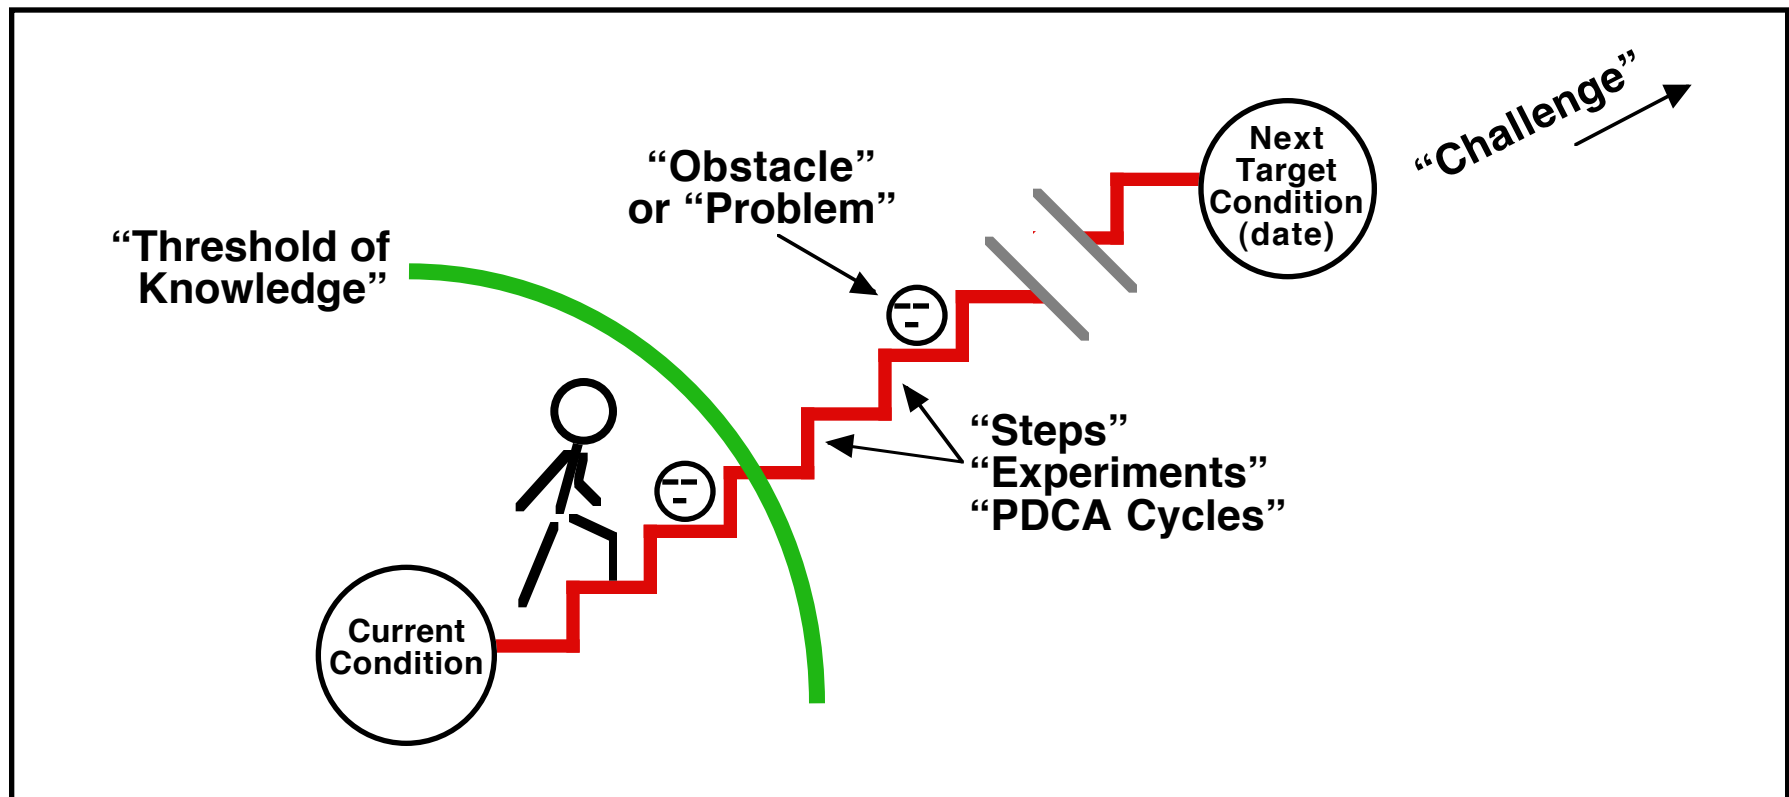 “Challenge”
Next
Target
Condition
(date)
“Obstacle”
or “Problem”
“Threshold of
Knowledge”
“Steps”
“Experiments”
“PDCA Cycles”
Current
Condition